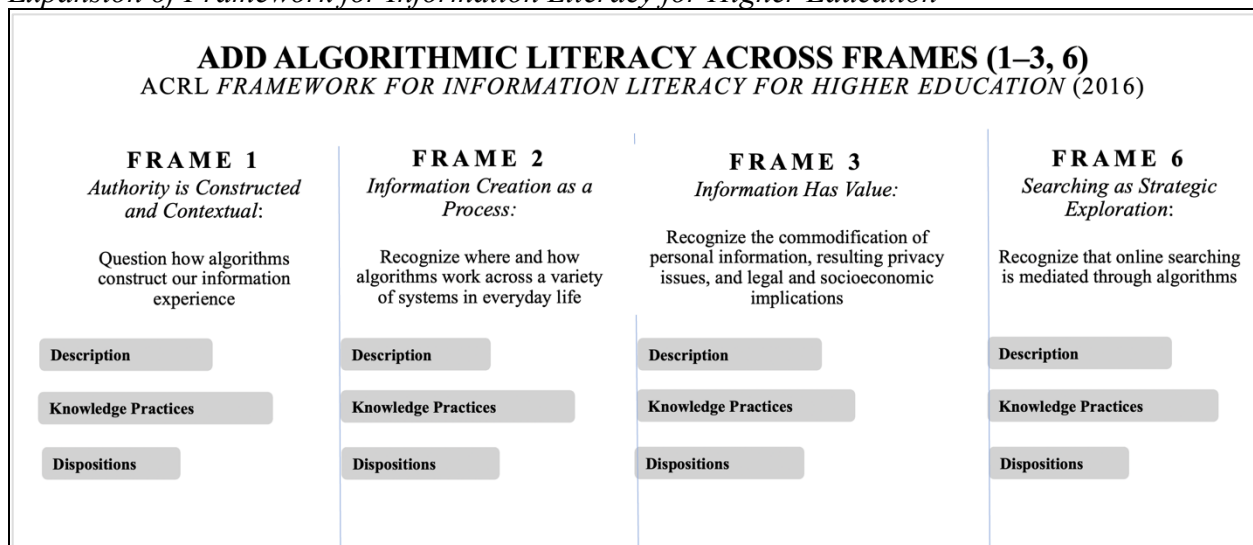 Expansion of Framework for Information Literacy for Higher Education
ADD ALGORITHMIC LITERACY ACROSS FRAMES (1–3, 6)
ACRL FRAMEWORK FOR INFORMATION LITERACY FOR HIGHER EDUCATION (2016)
FRAME 1
Authority is Constructed
and Contextual:
Question how algorithms
construct our information
experience
Description
Knowledge Practices
Dispositions
FRAME 2
Information Creation as a
Process:
Recognize where and how
algorithms work across a variety
of systems in everyday life
Description
Knowledge Practices
Dispositions
FRAME 3
Information Has Value:
Recognize the commodification of
personal information, resulting privacy
issues, and legal and socioeconomic
implications
Description
Knowledge Practices
Dispositions
FRAME 6
Searching as Strategic
Exploration:
Recognize that online searching
is mediated through algorithms
Description
Knowledge Practices
Dispositions